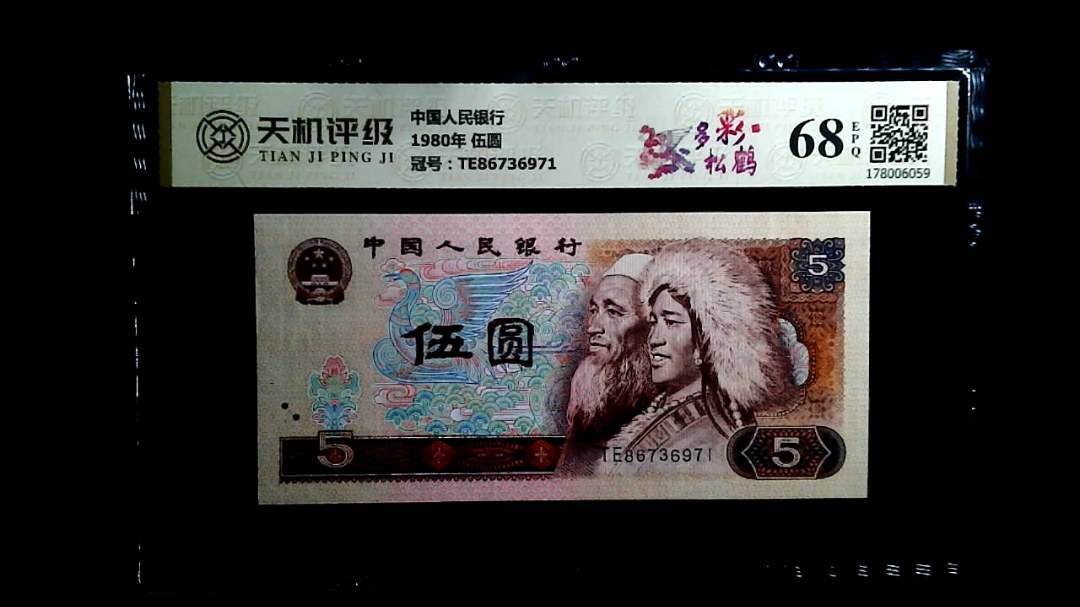 天机评级
TIAN JI PING JI
中国人民银行
1980年 伍圆
冠号：TE86736971
多彩
松鹤
68
EPQ
178006059
中国人民银行
5
伍圆
5
TE86736971
5